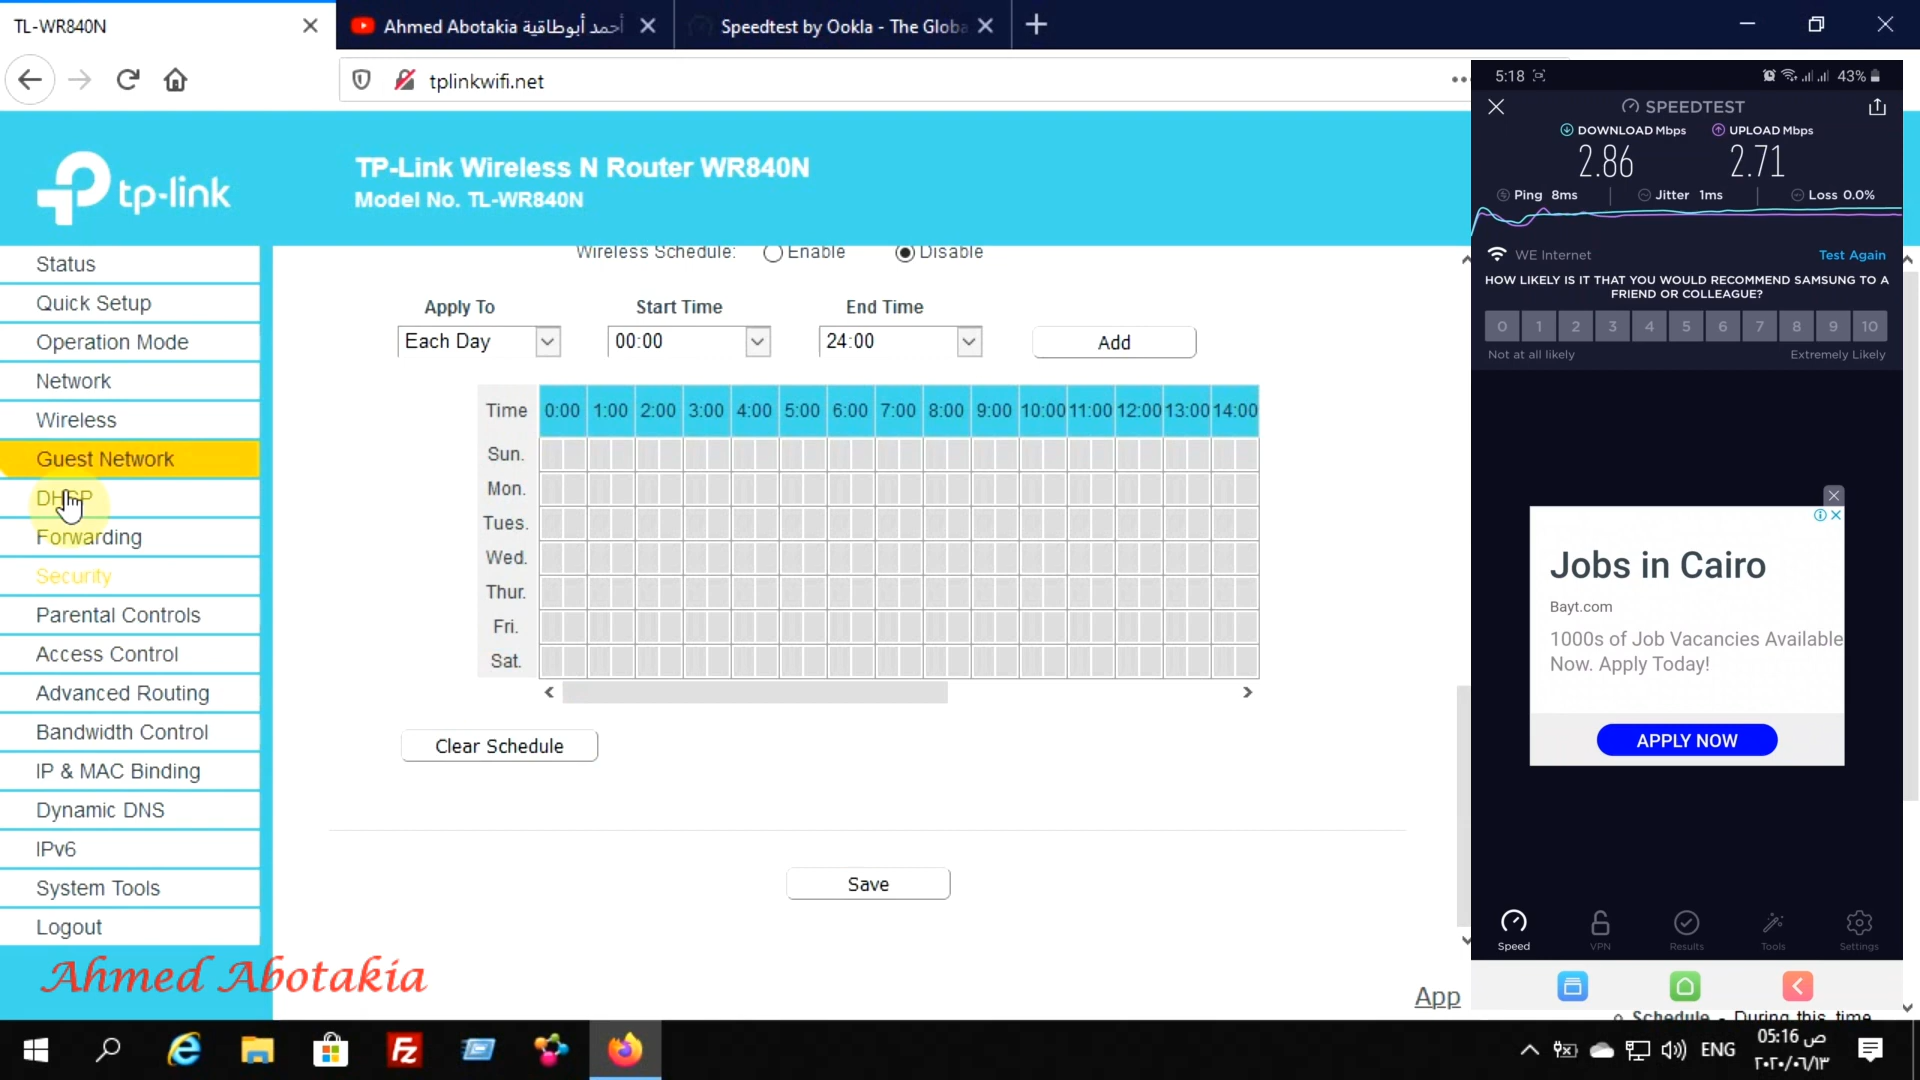 TL-WR840N
Ahmed Abotakia أحمد أبوطاقية
Speedtest by Ookla - The Globa
tplinkwifi.net
tp-link
TP-Link Wireless N Router WR840N
Model No. TL-WR840N
Status
Quick Setup
Operation Mode
Network
Wireless
Guest Network
DHCP
Forwarding
Security
Parental Controls
Access Control
Advanced Routing
Bandwidth Control
IP & MAC Binding
Dynamic DNS
IPv6
System Tools
Logout
Ahmed Abotakia
Wireless Schedule: Enable Disable
Apply To Start Time End Time
Each Day 00:00 24:00 Add
Time 0:00 1:00 2:00 3:00 4:00 5:00 6:00 7:00 8:00 9:00 10:00 11:00 12:00 13:00 14:00
Sun.
Mon.
Tues.
Wed.
Thur.
Fri.
Sat.
Clear Schedule
Save
App
5:18 43%
SPEEDTEST
DOWNLOAD Mbps UPLOAD Mbps
2.86 2.71
Ping 8ms Jitter 1ms Loss 0.0%
WE Internet Test Again
HOW LIKELY IS IT THAT YOU WOULD RECOMMEND SAMSUNG TO A
FRIEND OR COLLEAGUE?
0 1 2 3 4 5 6 7 8 9 10
Not at all likely Extremely Likely
Jobs in Cairo
Bayt.com
1000s of Job Vacancies Available
Now. Apply Today!
APPLY NOW
Speed VPN Results Tools Settings
Schedule - During this time
ENG
05:16 ص
٢٠٢٠/٠٦/١٣